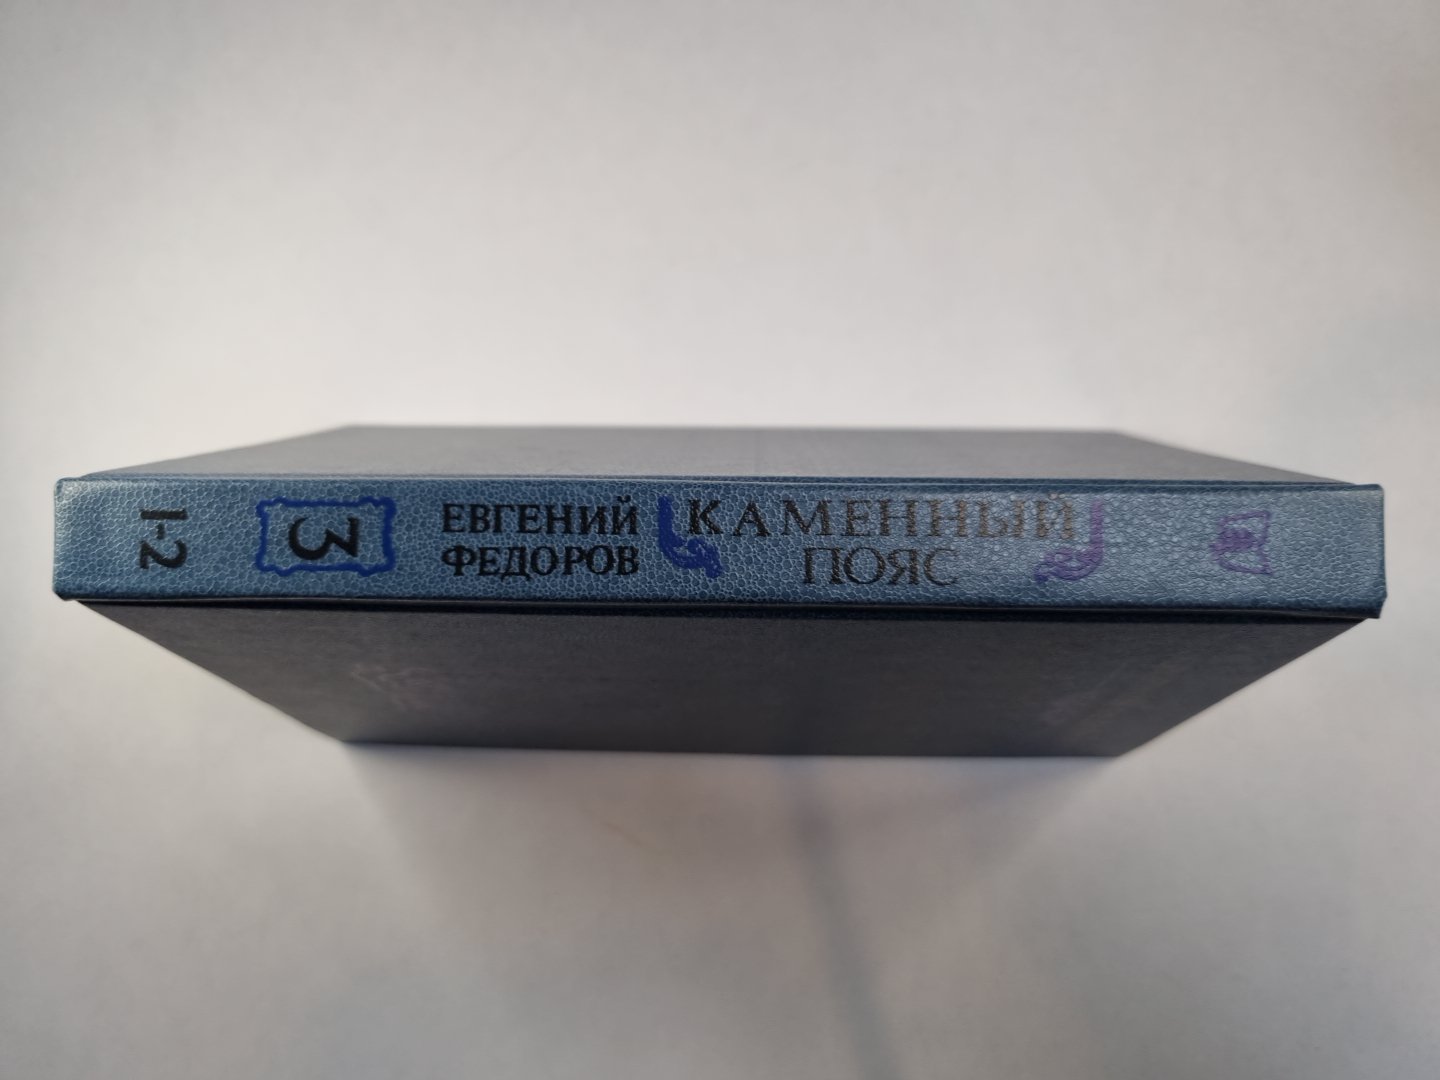 1-2
3
ЕВГЕНИЙ
ФЕДОРОВ
КАМЕННЫЙ
ПОЯС